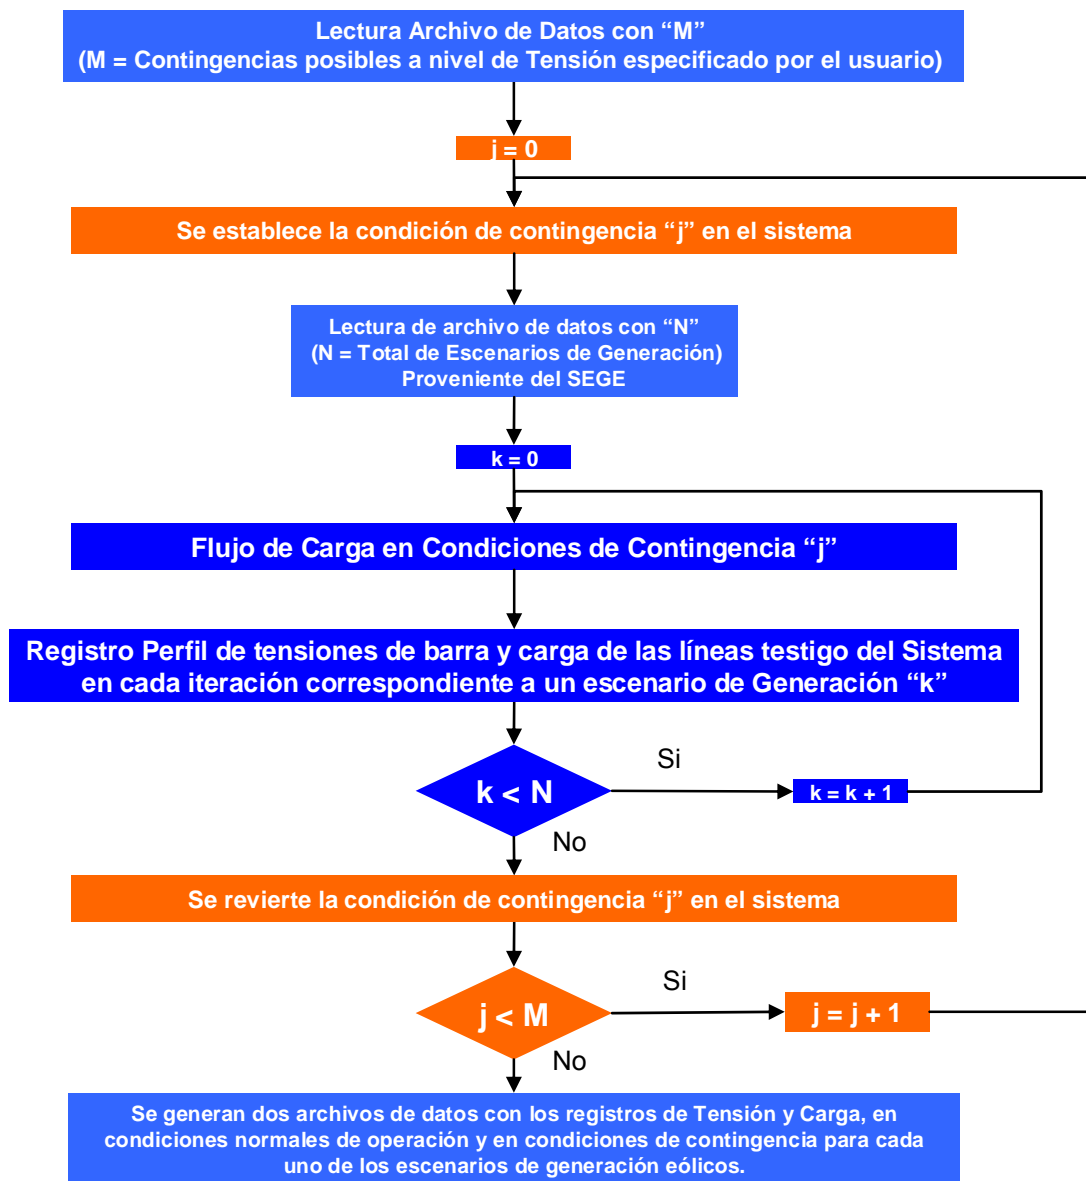 Lectura Archivo de Datos con “M”
(M = Contingencias posibles a nivel de Tensión especificado por el usuario)
j = 0
Se establece la condición de contingencia “j” en el sistema
Lectura de archivo de datos con “N”
(N = Total de Escenarios de Generación)
Proveniente del SEGE
k = 0
Flujo de Carga en Condiciones de Contingencia “j”
Registro Perfil de tensiones de barra y carga de las líneas testigo del Sistema
en cada iteración correspondiente a un escenario de Generación “k”
Si
k < N
k = k + 1
No
Se revierte la condición de contingencia “j” en el sistema
Si
j < M
j = j + 1
No
Se generan dos archivos de datos con los registros de Tensión y Carga, en
condiciones normales de operación y en condiciones de contingencia para cada
uno de los escenarios de generación eólicos.